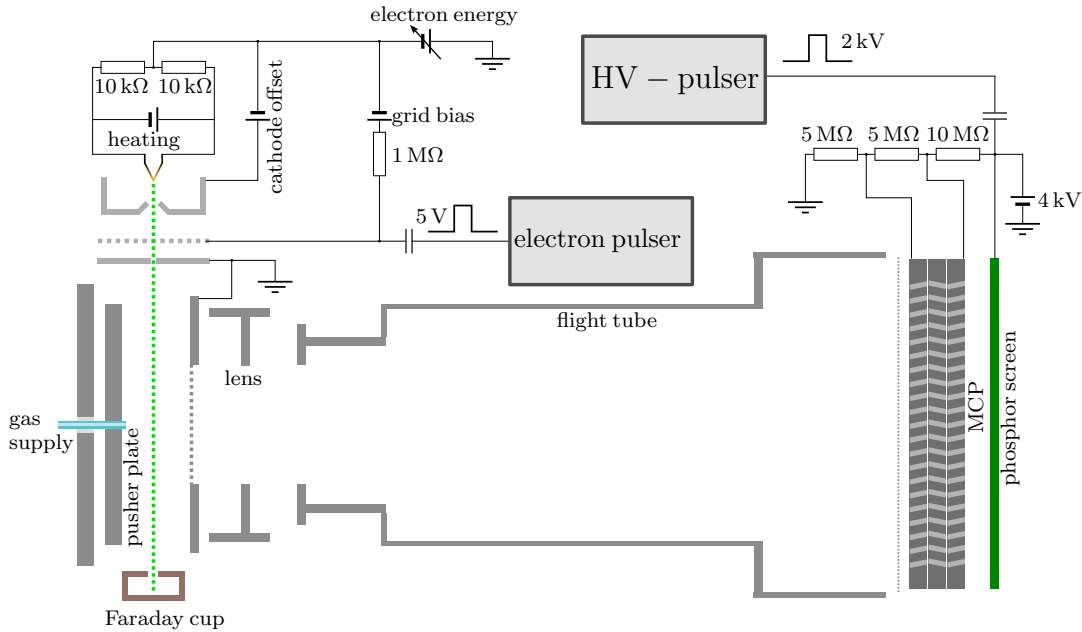 electron energy
10 kΩ
10 kΩ
heating
cathode offset
grid bias
1 MΩ
5 V
electron pulser
HV − pulser
2 kV
5 MΩ
5 MΩ
10 MΩ
4 kV
flight tube
lens
gas
supply
pusher plate
Faraday cup
MCP
phosphor screen